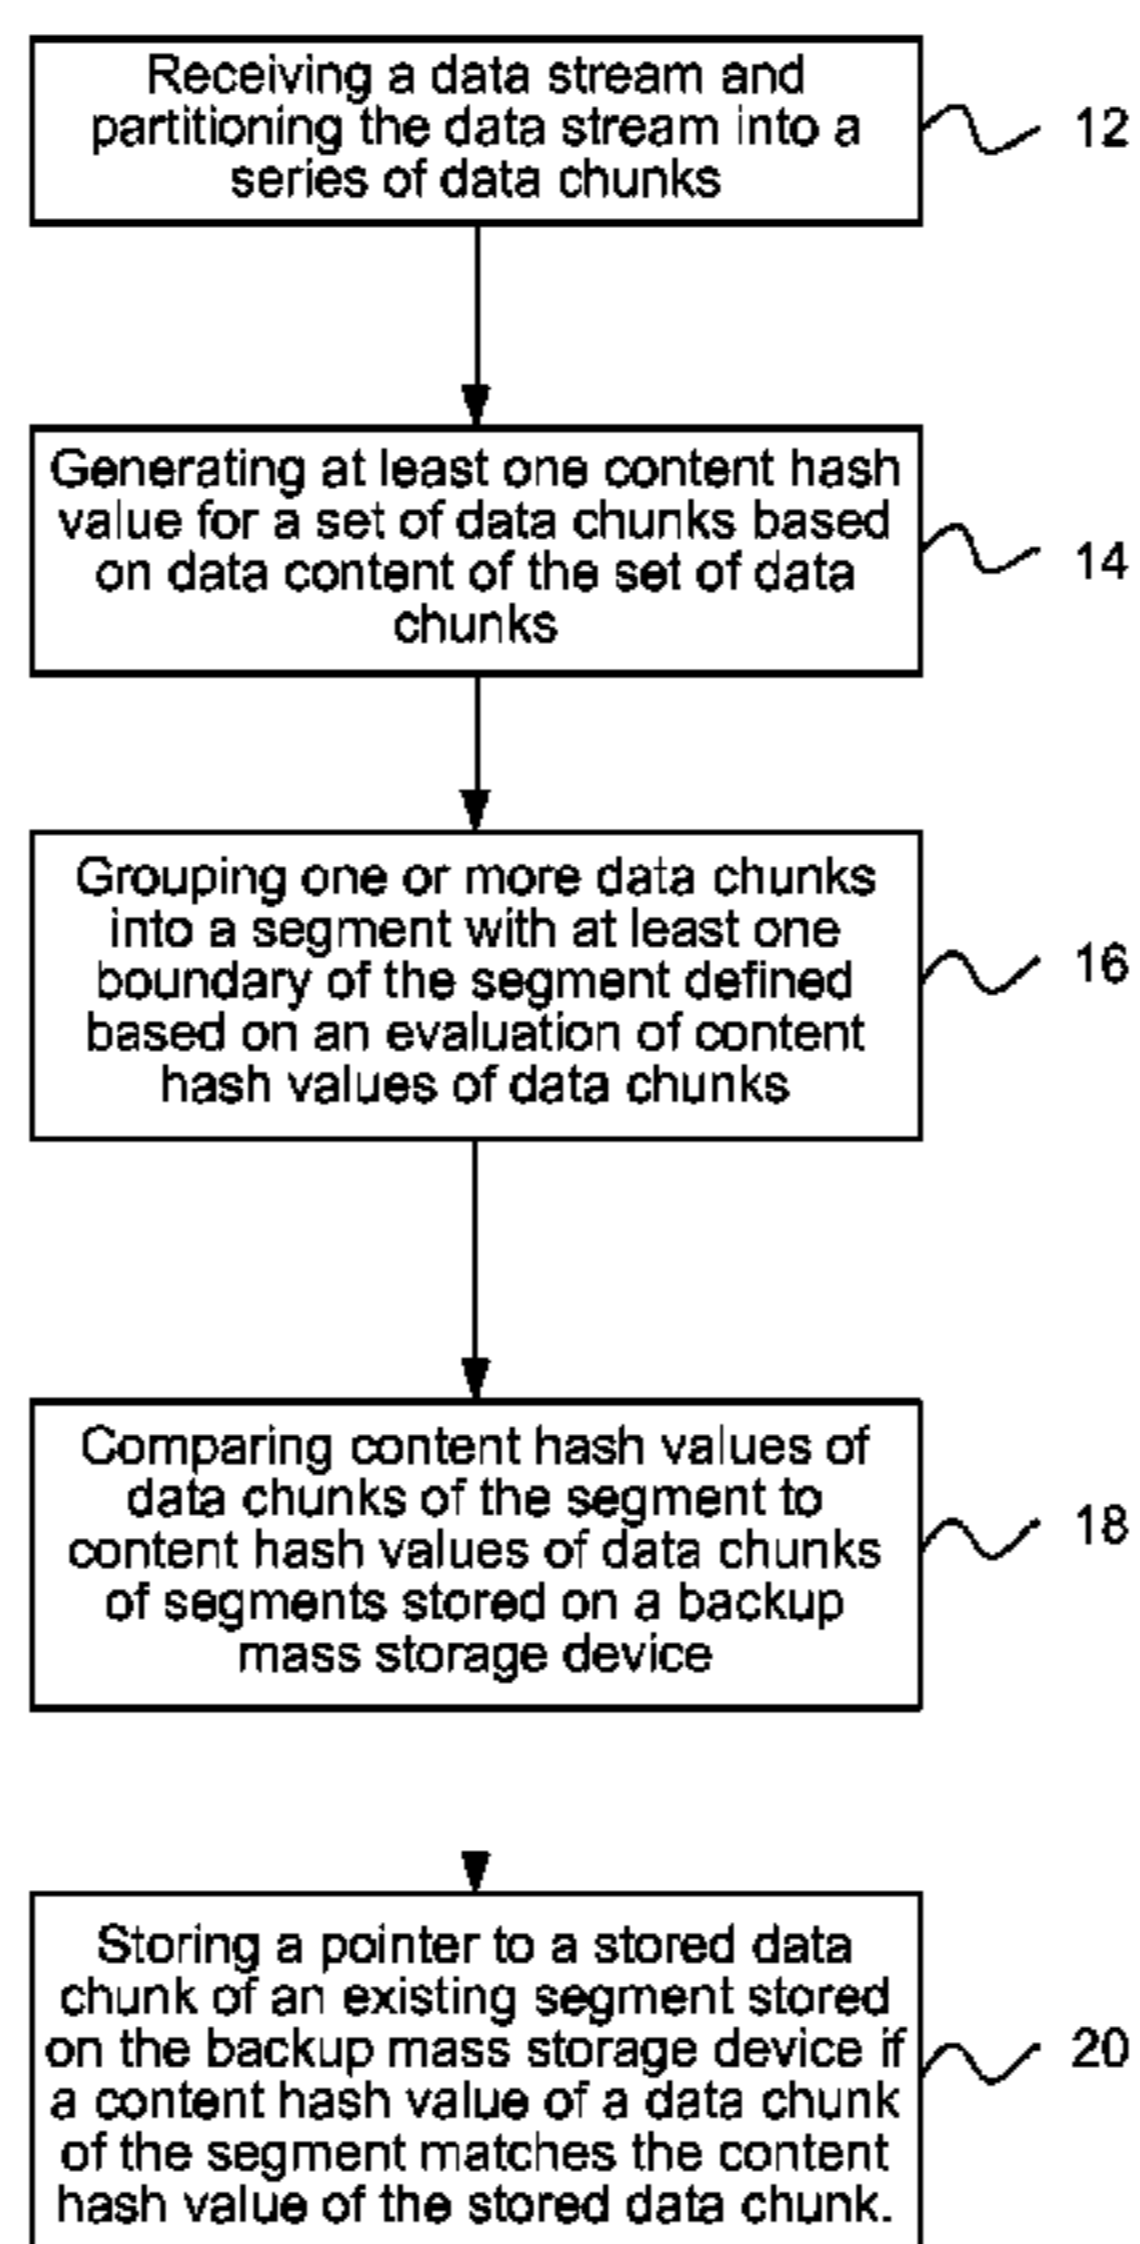 Receiving a data stream and
partitioning the data stream into a
series of data chunks
12
Generating at least one content hash
value for a set of data chunks based
on data content of the set of data
chunks
14
Grouping one or more data chunks
into a segment with at least one
boundary of the segment defined
based on an evaluation of content
hash values of data chunks
16
Comparing content hash values of
data chunks of the segment to
content hash values of data chunks
of segments stored on a backup
mass storage device
18
Storing a pointer to a stored data
chunk of an existing segment stored
on the backup mass storage device if
a content hash value of a data chunk
of the segment matches the content
hash value of the stored data chunk.
20